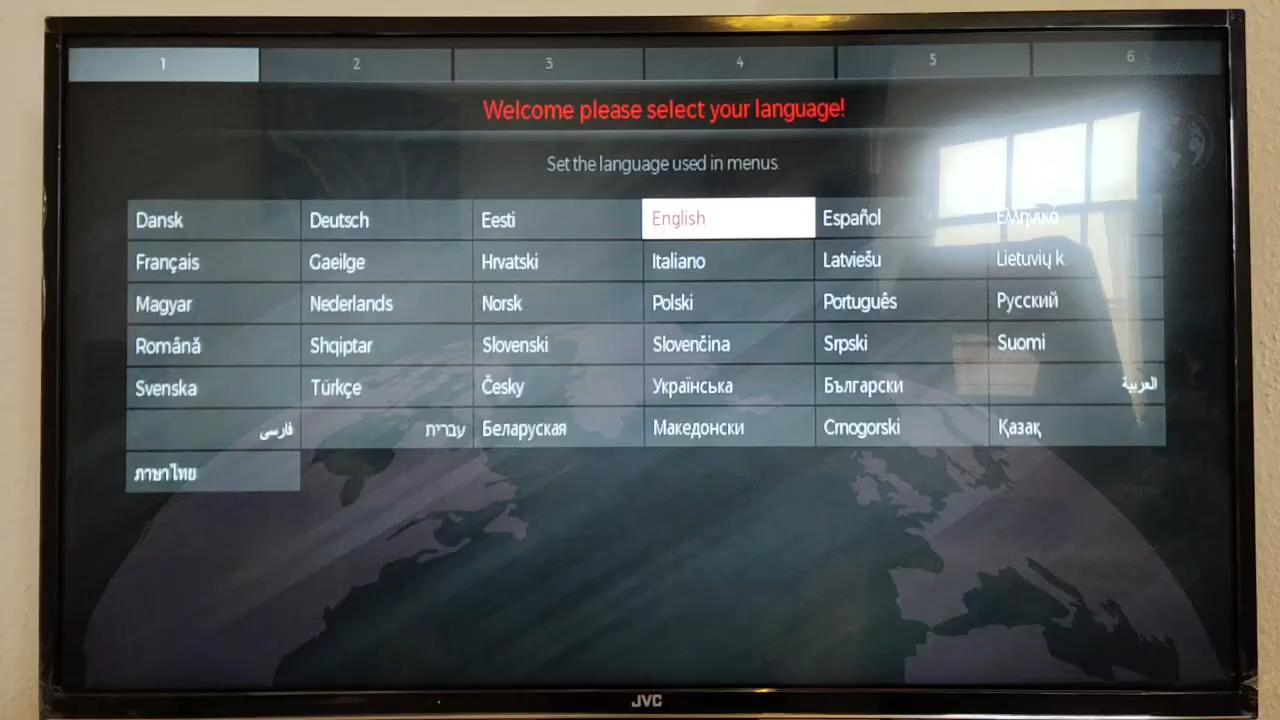 1 2 3 4 5 6
Welcome please select your language!
Set the language used in menus.
Dansk Deutsch Eesti English Español Ελληνικά
Français Gaeilge Hrvatski Italiano Latviešu Lietuvių k.
Magyar Nederlands Norsk Polski Português Русский
Română Shqiptar Slovenski Slovenčina Srpski Suomi
Svenska Türkçe Česky Українська Български العربية
فارسی עברית Беларуская Македонски Crnogorski Қазақ
ภาษาไทย
JVC